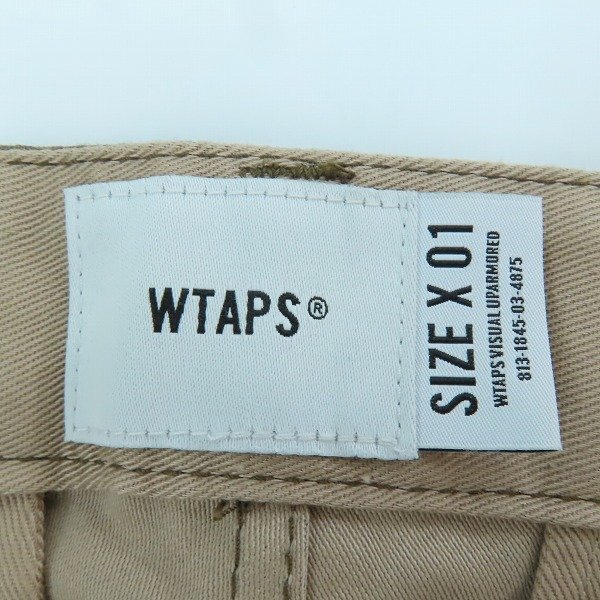 WTAPS®
SIZE X 01
WTAPS VISUAL UPARMORED
813-1845-03-4875